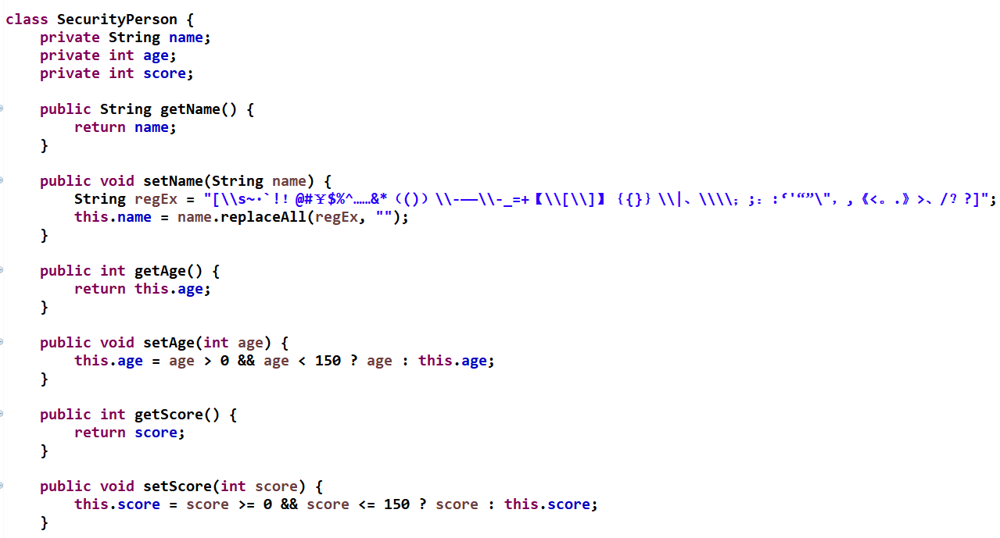 class SecurityPerson {
    private String name;
    private int age;
    private int score;

    public String getName() {
        return name;
    }

    public void setName(String name) {
        String regEx = "[\\s~·`!！@#￥$%^……&*（()）\\-——\\-_=+【\\[\\]】｛{}｝\\|、\\\\；;：:‘'“”\"，,《<。.》>、/？?]";
        this.name = name.replaceAll(regEx, "");
    }

    public int getAge() {
        return this.age;
    }

    public void setAge(int age) {
        this.age = age > 0 && age < 150 ? age : this.age;
    }

    public int getScore() {
        return score;
    }

    public void setScore(int score) {
        this.score = score >= 0 && score <= 150 ? score : this.score;
    }